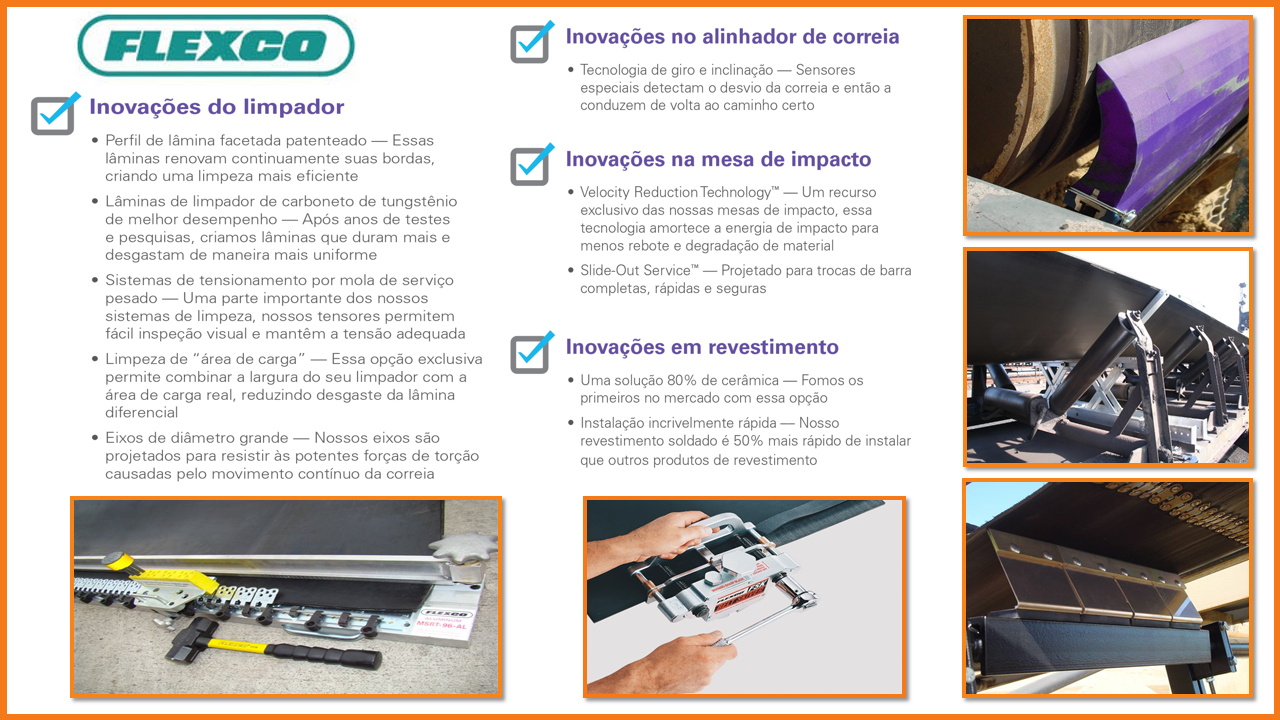 FLEXCO
Inovações do limpador
• Perfil de lâmina facetada patenteado — Essas
lâminas renovam continuamente suas bordas,
criando uma limpeza mais eficiente
• Lâminas de limpador de carboneto de tungstênio
de melhor desempenho — Após anos de testes
e pesquisas, criamos lâminas que duram mais e
desgastam de maneira mais uniforme
• Sistemas de tensionamento por mola de serviço
pesado — Uma parte importante dos nossos
sistemas de limpeza, nossos tensores permitem
fácil inspeção visual e mantêm a tensão adequada
• Limpeza de “área de carga” — Essa opção exclusiva
permite combinar a largura do seu limpador com a
área de carga real, reduzindo desgaste da lâmina
diferencial
• Eixos de diâmetro grande — Nossos eixos são
projetados para resistir às potentes forças de torção
causadas pelo movimento contínuo da correia
Inovações no alinhador de correia
• Tecnologia de giro e inclinação — Sensores
especiais detectam o desvio da correia e então a
conduzem de volta ao caminho certo
Inovações na mesa de impacto
• Velocity Reduction Technology™ — Um recurso
exclusivo das nossas mesas de impacto, essa
tecnologia amortece a energia de impacto para
menos rebote e degradação de material
• Slide-Out Service™ — Projetado para trocas de barra
completas, rápidas e seguras
Inovações em revestimento
• Uma solução 80% de cerâmica — Fomos os
primeiros no mercado com essa opção
• Instalação incrivelmente rápida — Nosso
revestimento soldado é 50% mais rápido de instalar
que outros produtos de revestimento
FLEXCO
MSRT-96-AL
FLEXCO